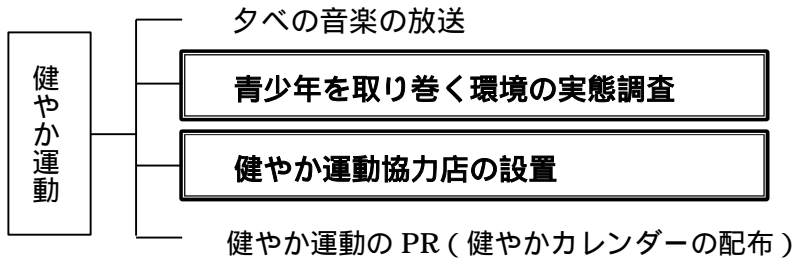 夕べの音楽の放送
青少年を取り巻く環境の実態調査
健やか運動
健やか運動協力店の設置
健やか運動の PR ( 健やかカレンダーの配布 )